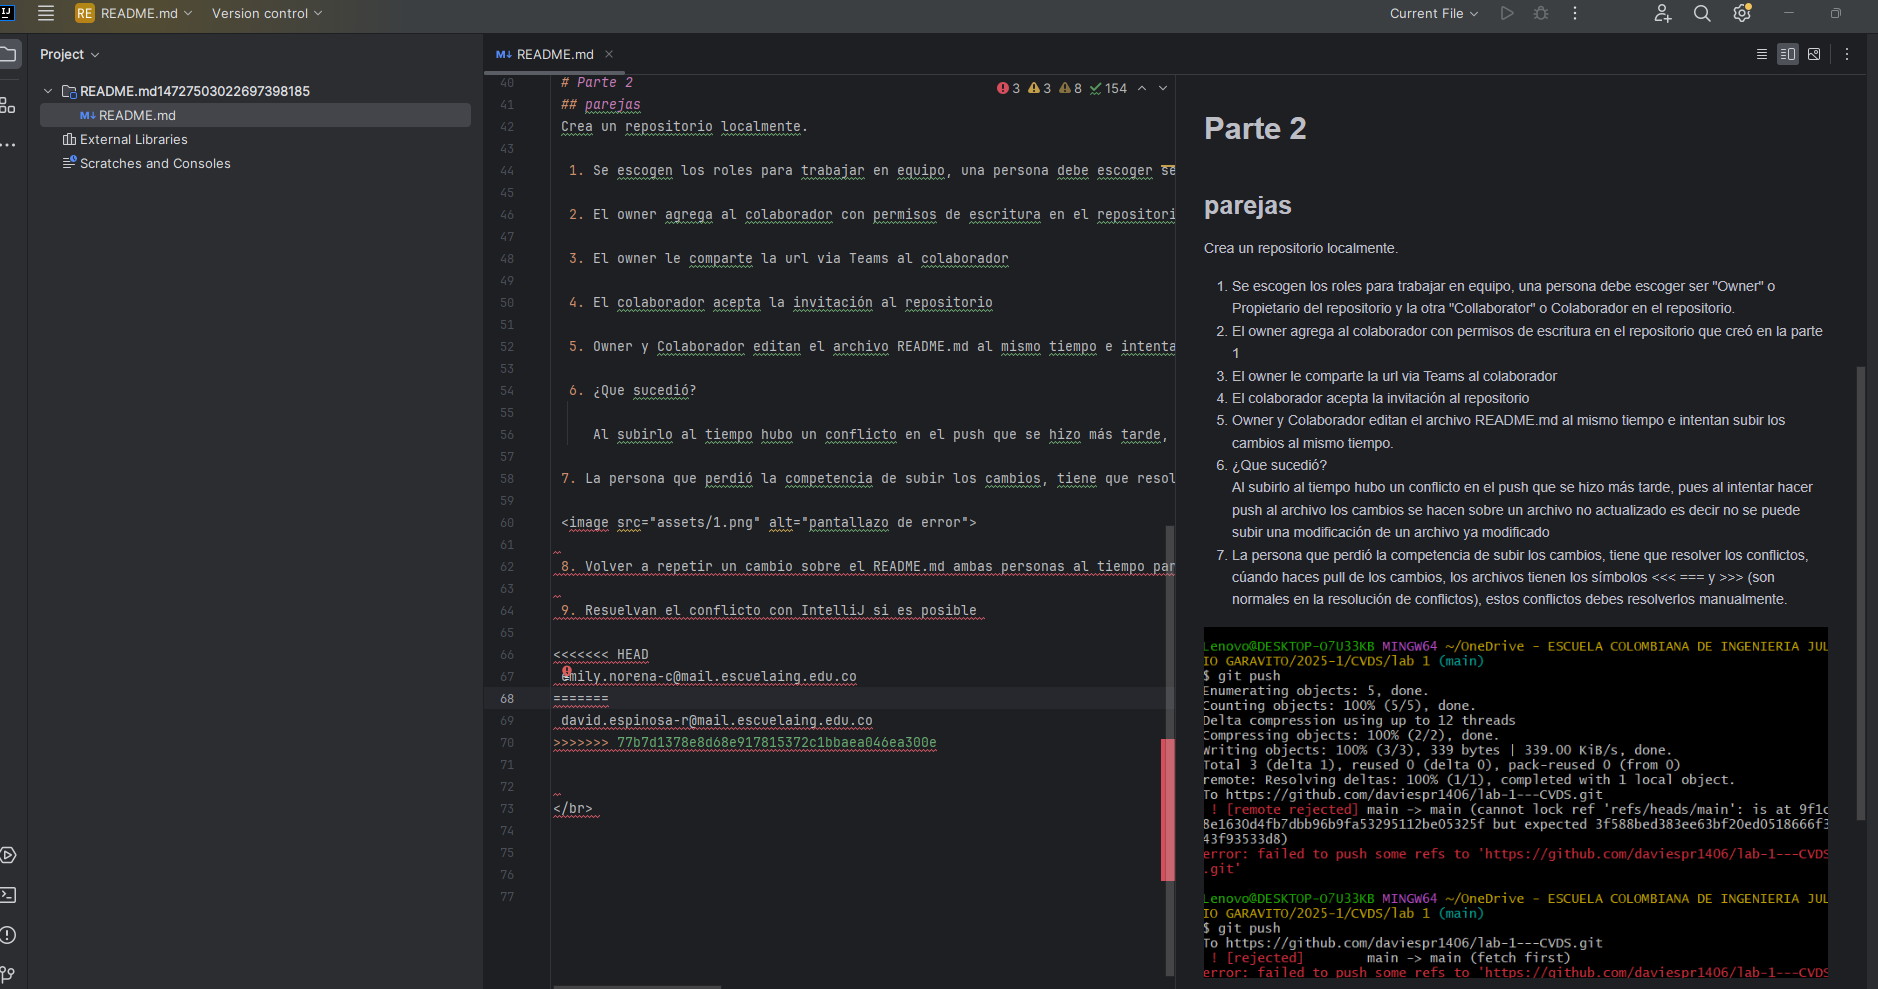 RE README.md Version control Current File
Project
README.md14727503022697398185
README.md
External Libraries
Scratches and Consoles
README.md
3 3 8 154
40 # Parte 2
41 ## parejas
42 Crea un repositorio localmente.
43
44 1. Se escogen los roles para trabajar en equipo, una persona debe escoger se
45
46 2. El owner agrega al colaborador con permisos de escritura en el repositori
47
48 3. El owner le comparte la url via Teams al colaborador
49
50 4. El colaborador acepta la invitación al repositorio
51
52 5. Owner y Colaborador editan el archivo README.md al mismo tiempo e intenta
53
54 6. ¿Que sucedió?
55
56 Al subirlo al tiempo hubo un conflicto en el push que se hizo más tarde,
57
58 7. La persona que perdió la competencia de subir los cambios, tiene que resol
59
60 <image src="assets/1.png" alt="pantallazo de error">
61
62 8. Volver a repetir un cambio sobre el README.md ambas personas al tiempo par
63
64 9. Resuelvan el conflicto con IntelliJ si es posible
65
66 <<<<<<< HEAD
67 emily.norena-c@mail.escuelaing.edu.co
68 =======
69 david.espinosa-r@mail.escuelaing.edu.co
70 >>>>>>> 77b7d1378e8d68e917815372c1bbaea046ea300e
71
72
73 </br>
74
75
76
77
Parte 2
parejas
Crea un repositorio localmente.
1. Se escogen los roles para trabajar en equipo, una persona debe escoger ser "Owner" o
Propietario del repositorio y la otra "Collaborator" o Colaborador en el repositorio.
2. El owner agrega al colaborador con permisos de escritura en el repositorio que creó en la parte
1
3. El owner le comparte la url via Teams al colaborador
4. El colaborador acepta la invitación al repositorio
5. Owner y Colaborador editan el archivo README.md al mismo tiempo e intentan subir los
cambios al mismo tiempo.
6. ¿Que sucedió?
Al subirlo al tiempo hubo un conflicto en el push que se hizo más tarde, pues al intentar hacer
push al archivo los cambios se hacen sobre un archivo no actualizado es decir no se puede
subir una modificación de un archivo ya modificado
7. La persona que perdió la competencia de subir los cambios, tiene que resolver los conflictos,
cúando haces pull de los cambios, los archivos tienen los símbolos <<< === y >>> (son
normales en la resolución de conflictos), estos conflictos debes resolverlos manualmente.
Lenovo@DESKTOP-O7U33KB MINGW64 ~/OneDrive - ESCUELA COLOMBIANA DE INGENIERIA JUL
IO GARAVITO/2025-1/CVDS/lab 1 (main)
$ git push
Enumerating objects: 5, done.
Counting objects: 100% (5/5), done.
Delta compression using up to 12 threads
Compressing objects: 100% (2/2), done.
Writing objects: 100% (3/3), 339 bytes | 339.00 KiB/s, done.
Total 3 (delta 1), reused 0 (delta 0), pack-reused 0 (from 0)
remote: Resolving deltas: 100% (1/1), completed with 1 local object.
To https://github.com/daviespr1406/lab-1---CVDS.git
! [remote rejected] main -> main (cannot lock ref 'refs/heads/main': is at 9f1c
8e1630d4fb7dbb96b9fa53295112be05325f but expected 3f588bed383ee63bf20ed0518666f3
43f93533d8)
error: failed to push some refs to 'https://github.com/daviespr1406/lab-1---CVDS
.git'
Lenovo@DESKTOP-O7U33KB MINGW64 ~/OneDrive - ESCUELA COLOMBIANA DE INGENIERIA JUL
IO GARAVITO/2025-1/CVDS/lab 1 (main)
$ git push
To https://github.com/daviespr1406/lab-1---CVDS.git
! [rejected] main -> main (fetch first)
error: failed to push some refs to 'https://github.com/daviespr1406/lab-1---CVDS